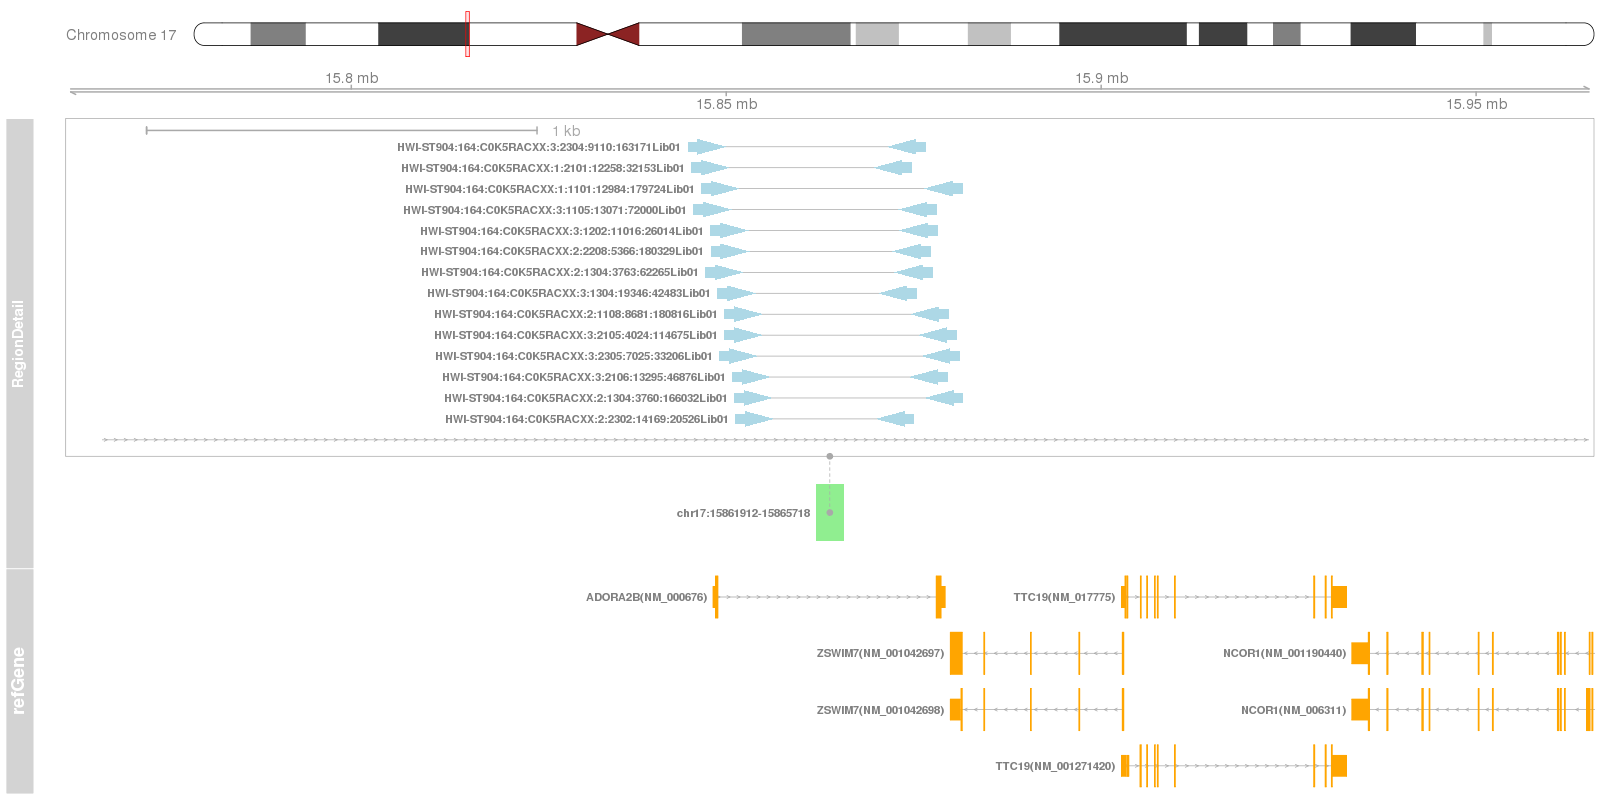 Chromosome 17
15.8 mb
15.9 mb
15.85 mb
15.95 mb
RegionDetail
1 kb
HWI-ST904:164:C0K5RACXX:3:2304:9110:163171Lib01
HWI-ST904:164:C0K5RACXX:1:2101:12258:32153Lib01
HWI-ST904:164:C0K5RACXX:1:1101:12984:179724Lib01
HWI-ST904:164:C0K5RACXX:3:1105:13071:72000Lib01
HWI-ST904:164:C0K5RACXX:3:1202:11016:26014Lib01
HWI-ST904:164:C0K5RACXX:2:2208:5366:180329Lib01
HWI-ST904:164:C0K5RACXX:2:1304:3763:62265Lib01
HWI-ST904:164:C0K5RACXX:3:1304:19346:42483Lib01
HWI-ST904:164:C0K5RACXX:2:1108:8681:180816Lib01
HWI-ST904:164:C0K5RACXX:3:2105:4024:114675Lib01
HWI-ST904:164:C0K5RACXX:3:2305:7025:33206Lib01
HWI-ST904:164:C0K5RACXX:3:2106:13295:46876Lib01
HWI-ST904:164:C0K5RACXX:2:1304:3760:166032Lib01
HWI-ST904:164:C0K5RACXX:2:2302:14169:20526Lib01
chr17:15861912-15865718
refGene
ADORA2B(NM_000676)
TTC19(NM_017775)
ZSWIM7(NM_001042697)
NCOR1(NM_001190440)
ZSWIM7(NM_001042698)
NCOR1(NM_006311)
TTC19(NM_001271420)